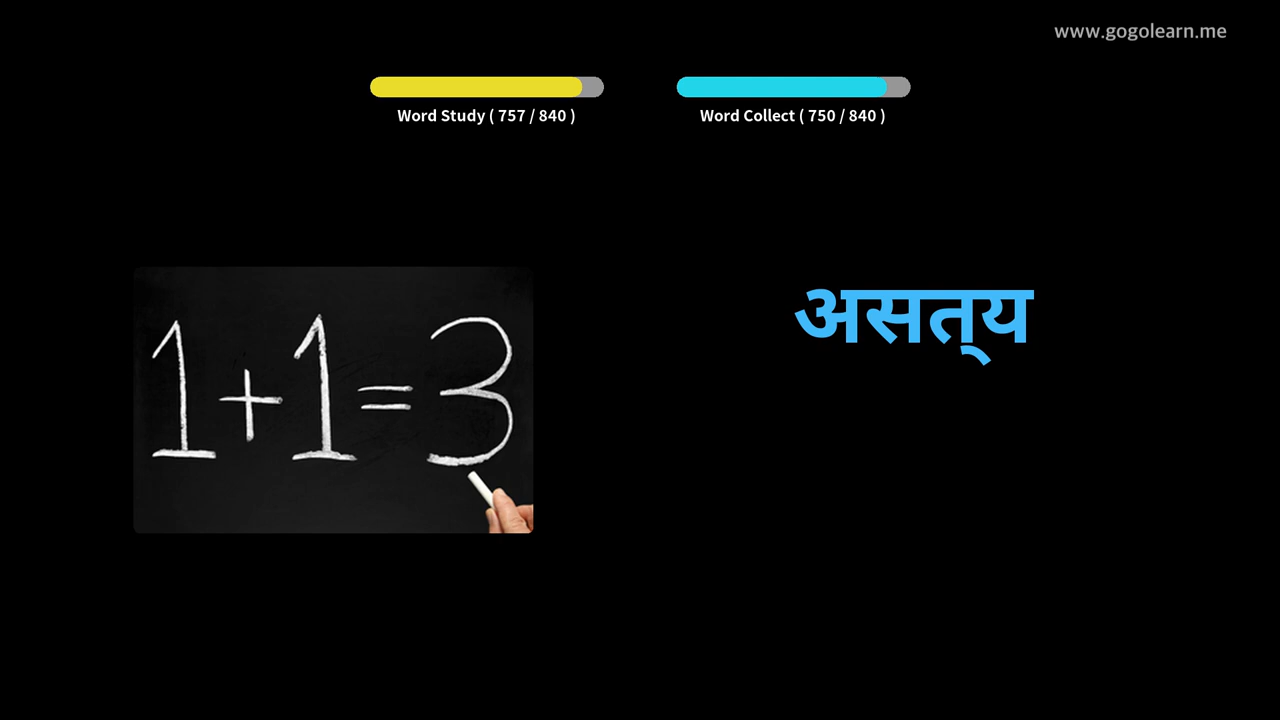 www.gogolearn.me
Word Study ( 757 / 840 )
Word Collect ( 750 / 840 )
1+1=3
असत्य